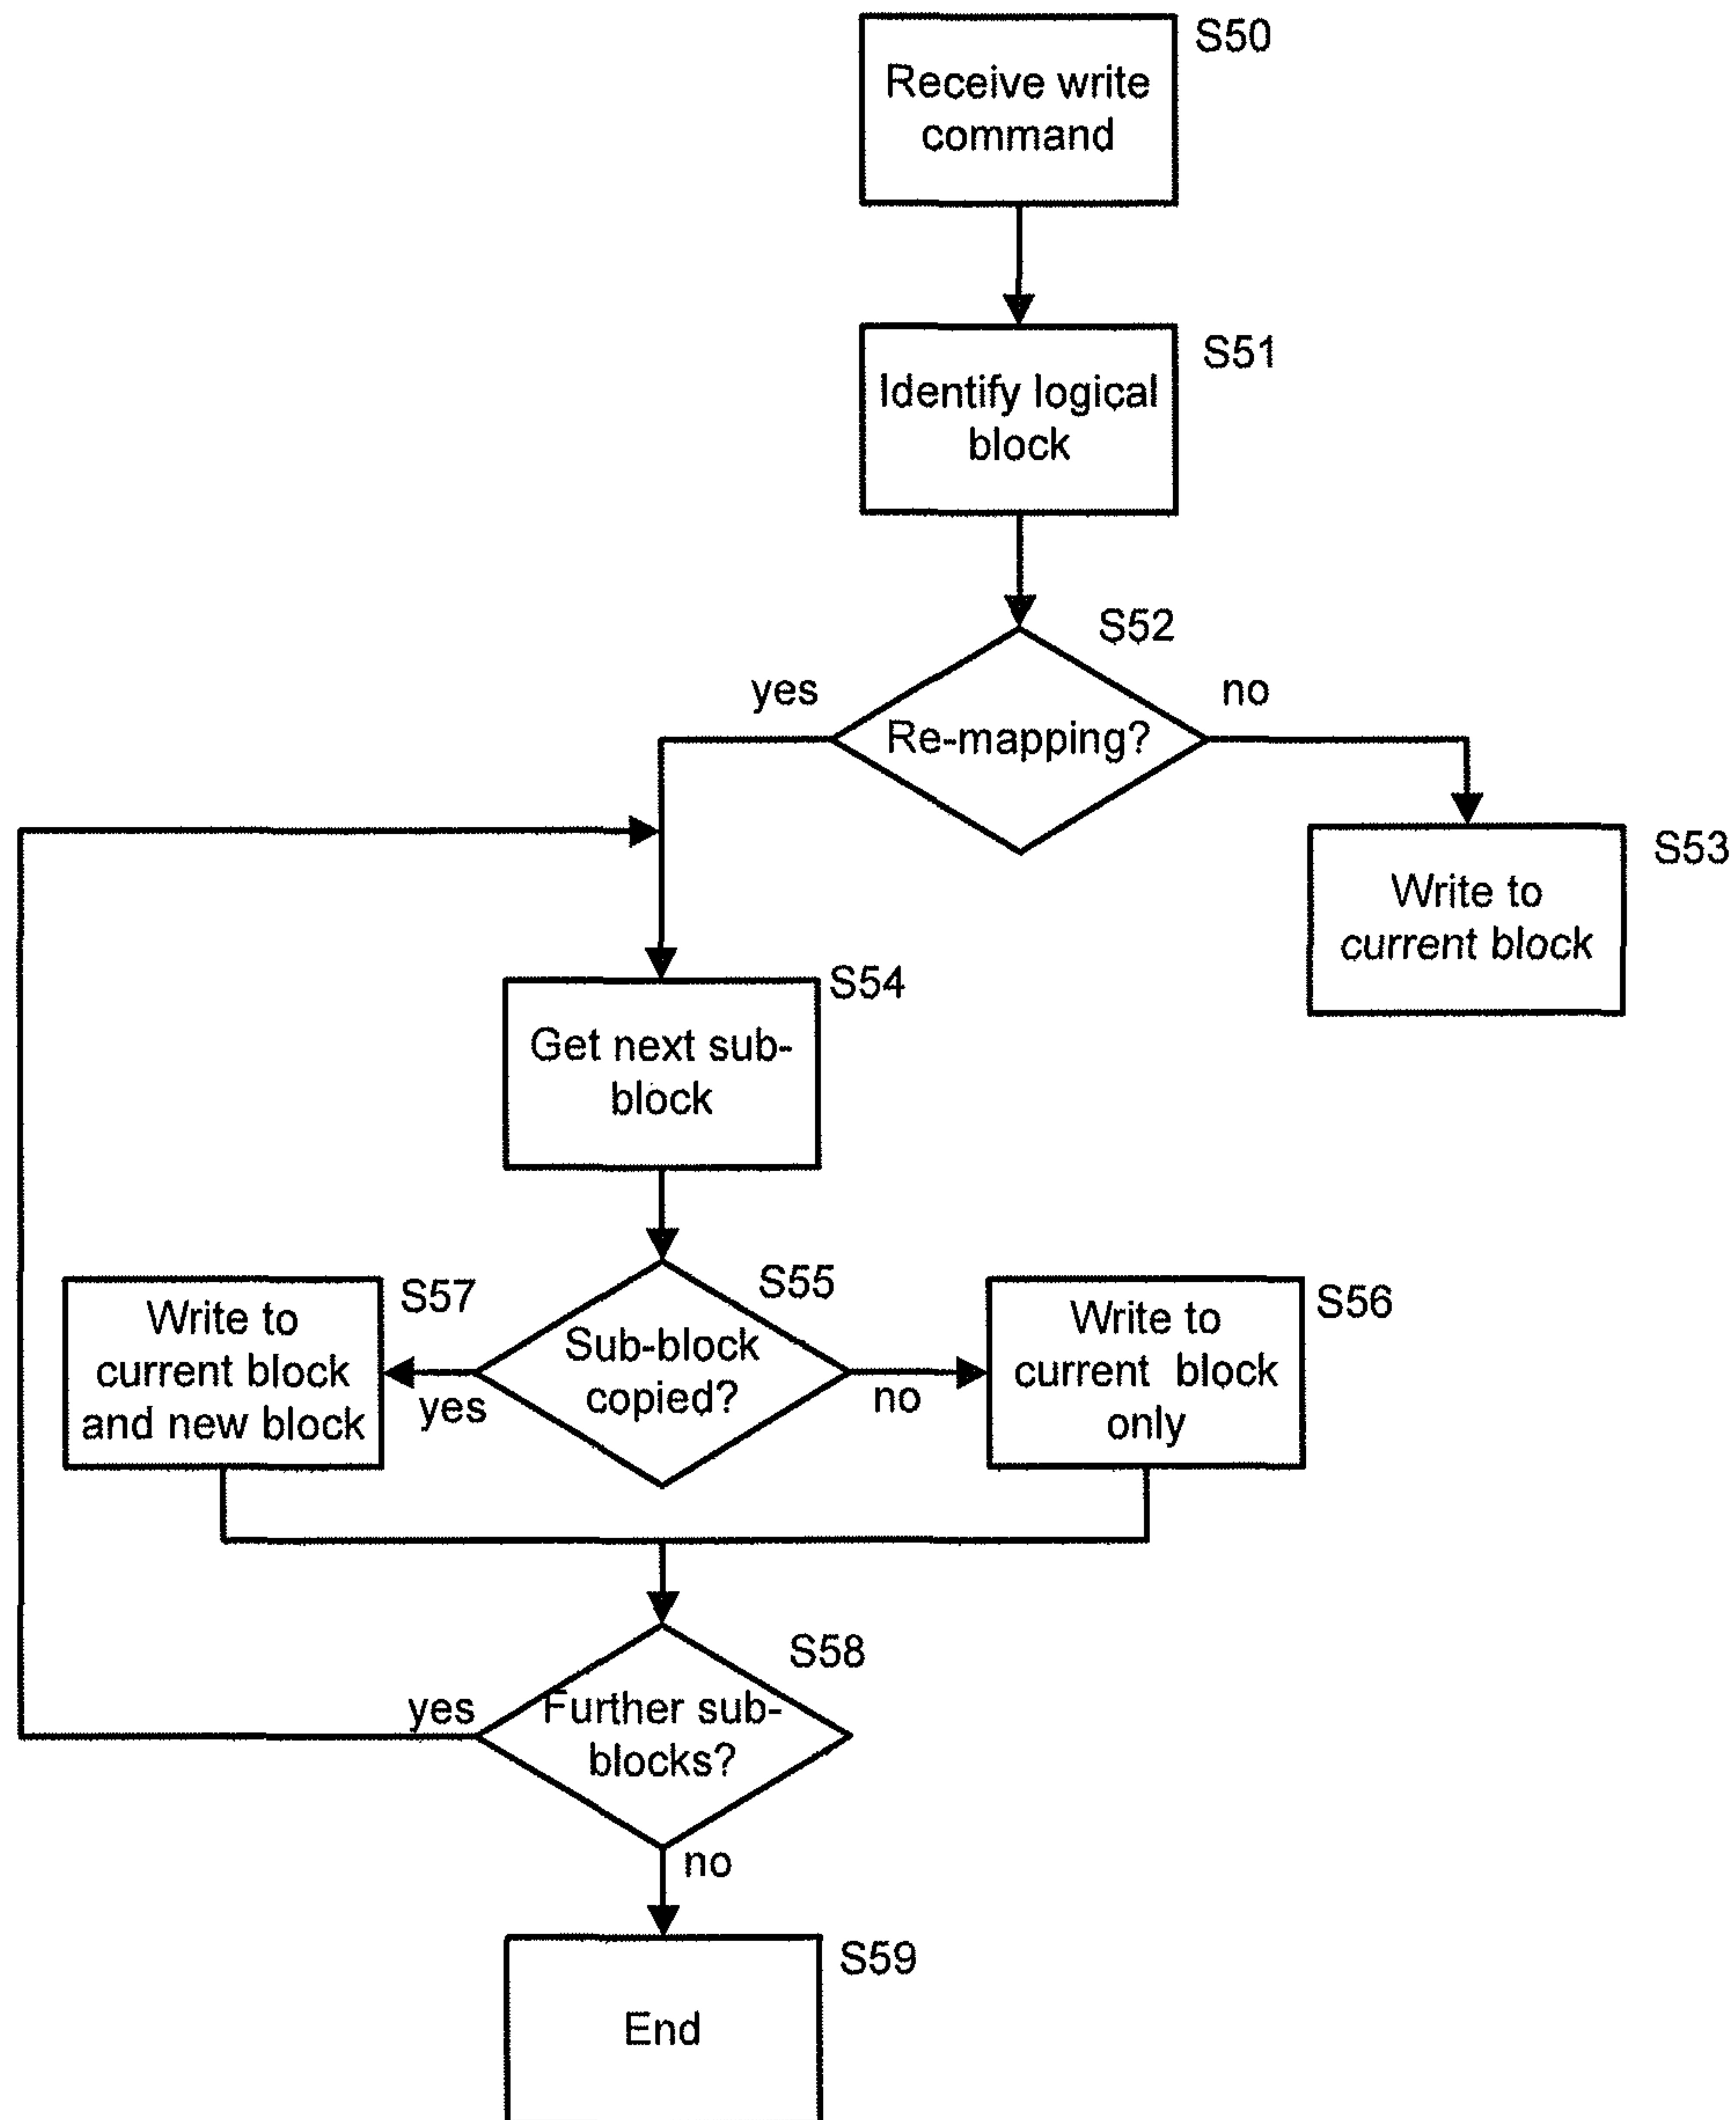 S50
Receive write
command
S51
Identify logical
block
S52
yes
no
Re-mapping?
S53
Write to
current block
S54
Get next sub-
block
S57
Write to
current block
and new block
S55
Sub-block
copied?
yes
no
S56
Write to
current block
only
S58
yes
Further sub-
blocks?
no
S59
End